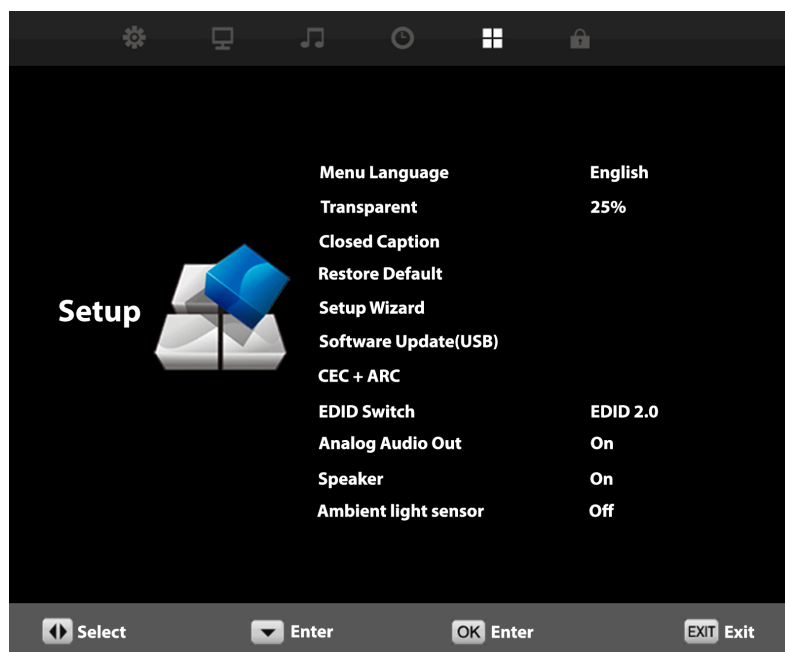 Menu Language English
Transparent 25%
Closed Caption
Restore Default
Setup
Setup Wizard
Software Update(USB)
CEC + ARC
EDID Switch EDID 2.0
Analog Audio Out On
Speaker On
Ambient light sensor Off
Select Enter OK Enter EXIT Exit